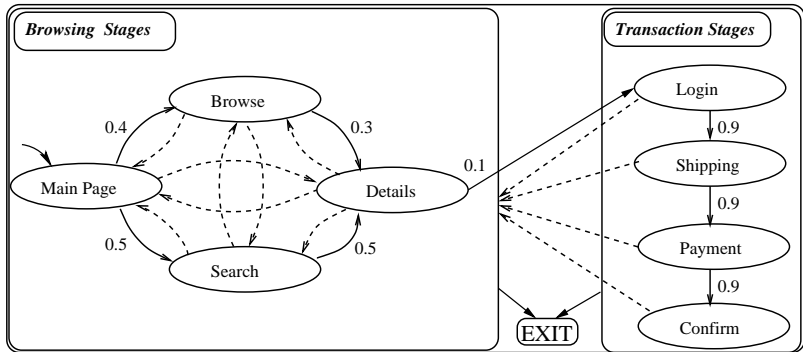 Browsing Stages
Transaction Stages
Browse
Login
0.4
0.3
0.9
0.1
Shipping
Main Page
Details
0.9
0.5
0.5
Payment
Search
0.9
EXIT
Confirm